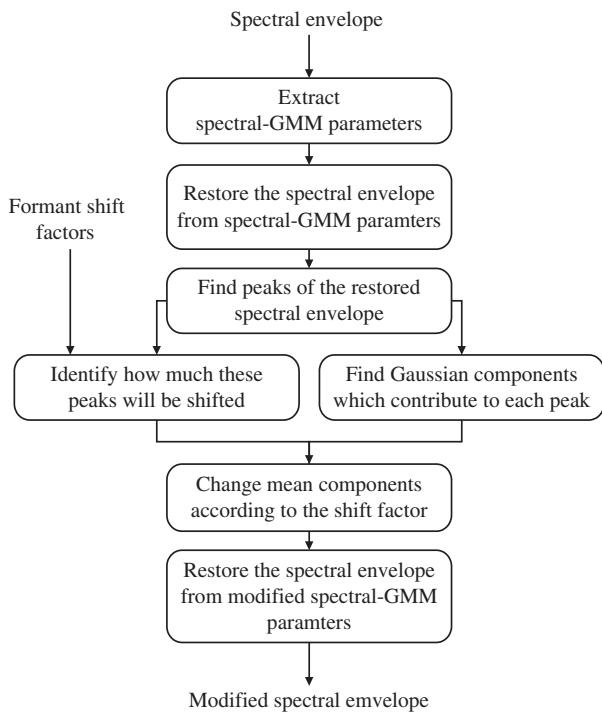 Spectral envelope
Extract
spectral-GMM parameters
Restore the spectral envelope
from spectral-GMM paramters
Formant shift
factors
Find peaks of the restored
spectral envelope
Identify how much these
peaks will be shifted
Find Gaussian components
which contribute to each peak
Change mean components
according to the shift factor
Restore the spectral envelope
from modified spectral-GMM
paramters
Modified spectral emvelope